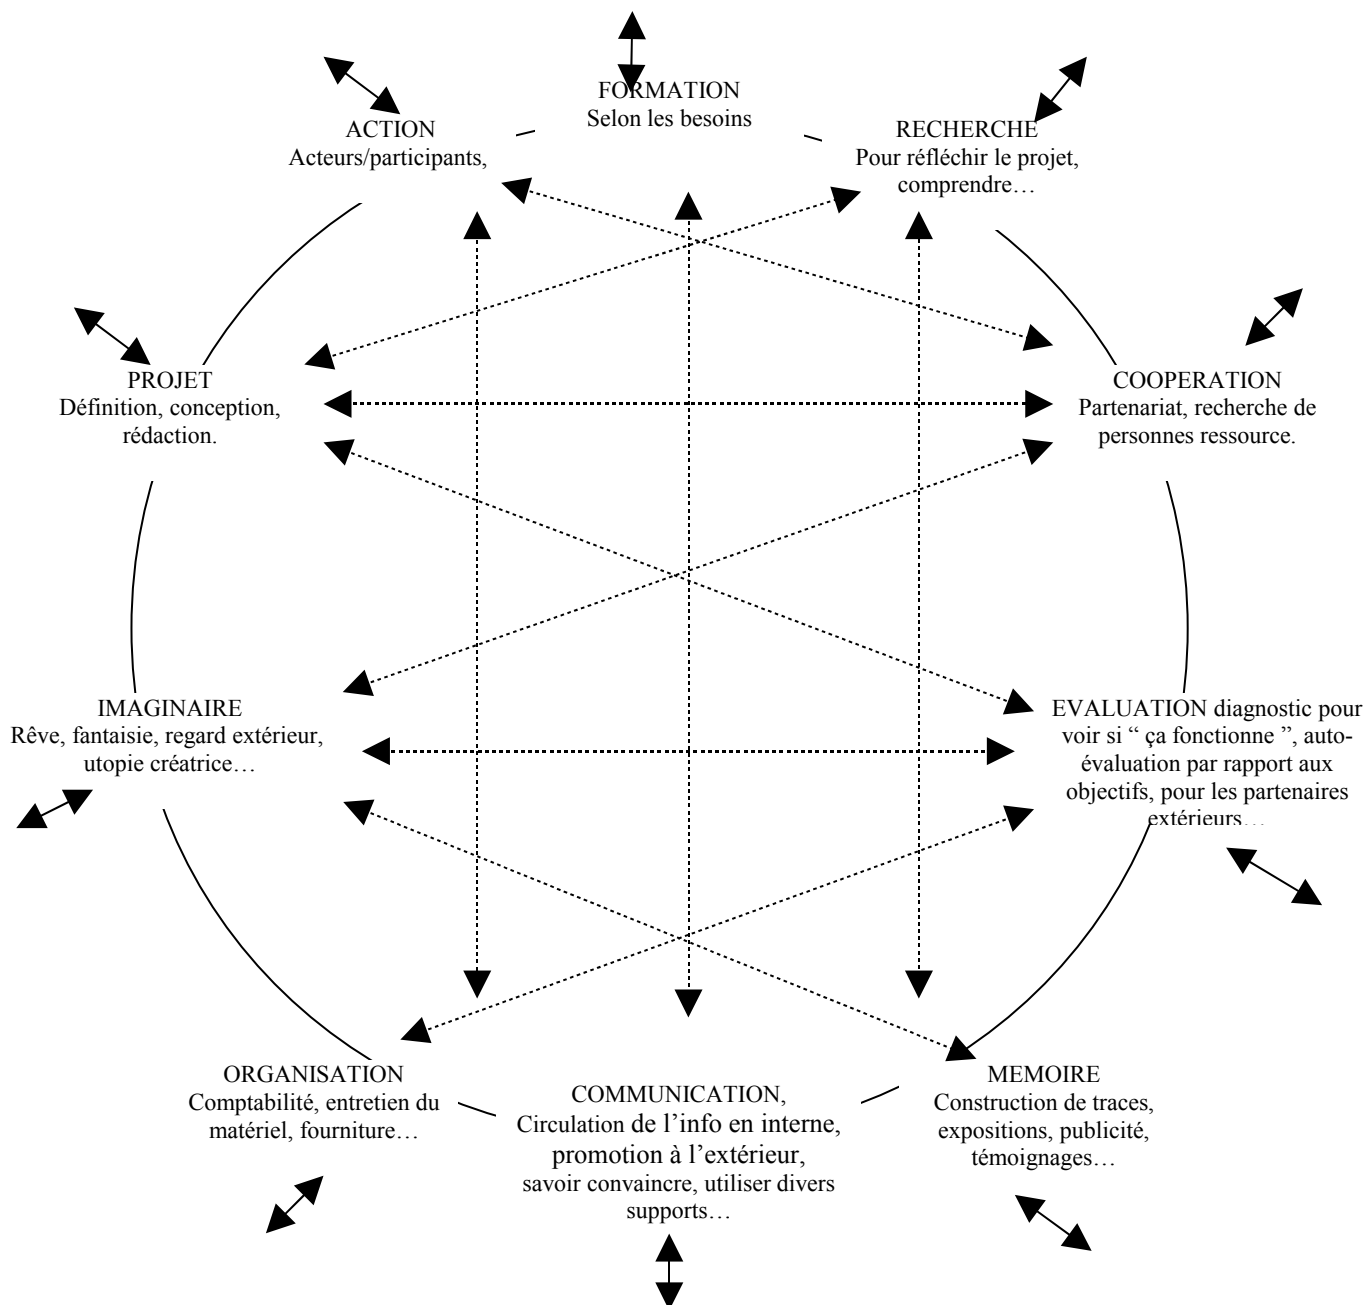 FORMATION
Selon les besoins
ACTION
Acteurs/participants,
RECHERCHE
Pour réfléchir le projet,
comprendre…
PROJET
Définition, conception,
rédaction.
COOPERATION
Partenariat, recherche de
personnes ressource.
IMAGINAIRE
Rêve, fantaisie, regard extérieur,
utopie créatrice…
EVALUATION diagnostic pour
voir si “ ça fonctionne ”, auto-
évaluation par rapport aux
objectifs, pour les partenaires
extérieurs…
ORGANISATION
Comptabilité, entretien du
matériel, fourniture…
COMMUNICATION,
Circulation de l’info en interne,
promotion à l’extérieur,
savoir convaincre, utiliser divers
supports…
MEMOIRE
Construction de traces,
expositions, publicité,
témoignages…